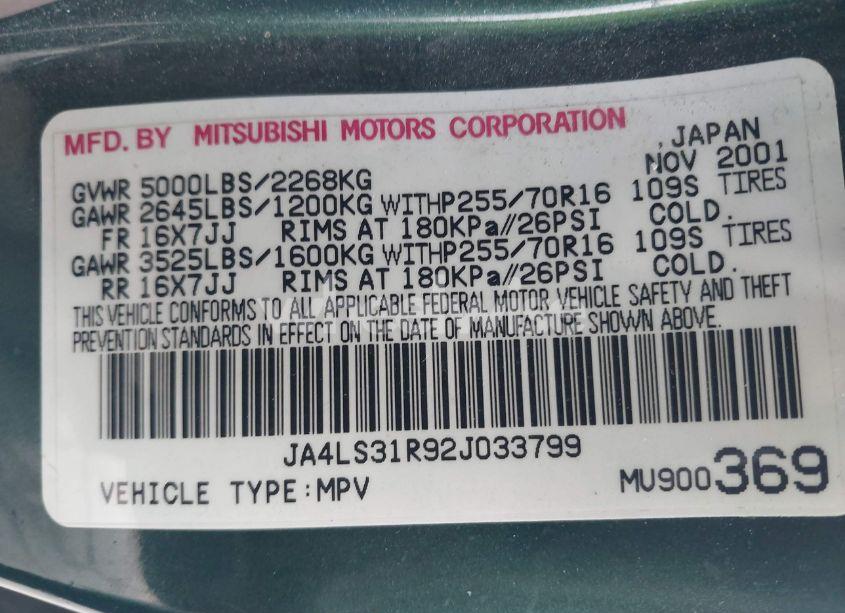 MFD. BY MITSUBISHI MOTORS CORPORATION, JAPAN
NOV 2001
GVWR 5000LBS/2268KG
GAWR 2645LBS/1200KG WITHP255/70R16 109S TIRES
FR 16X7JJ RIMS AT 180KPa//26PSI COLD.
GAWR 3525LBS/1600KG WITHP255/70R16 109S TIRES
RR 16X7JJ RIMS AT 180KPa//26PSI COLD.
THIS VEHICLE CONFORMS TO ALL APPLICABLE FEDERAL MOTOR VEHICLE SAFETY AND THEFT
PREVENTION STANDARDS IN EFFECT ON THE DATE OF MANUFACTURE SHOWN ABOVE.
JA4LS31R92J033799
VEHICLE TYPE:MPV MU900369